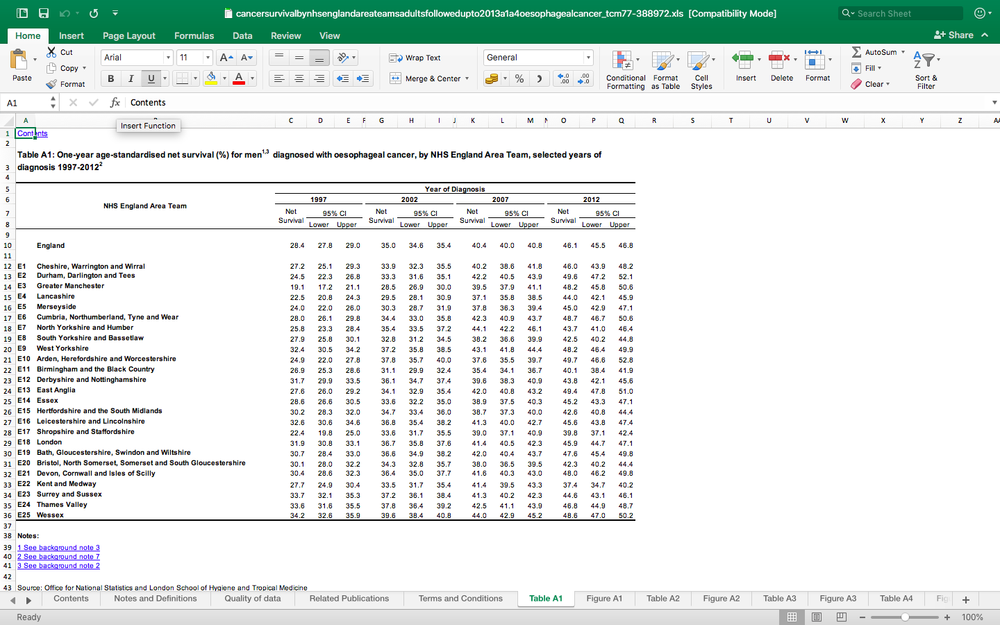 cancersurvivalbynhsenglandareateamsadultsfollowedupto2013a1a4oesophagealcancer_tcm77-388972.xls [Compatibility Mode]
Search Sheet
Home Insert Page Layout Formulas Data Review View Share
Paste
Cut
Copy
Format
Arial 11
B I U
Wrap Text
Merge & Center
General
Conditional Formatting
Format as Table
Cell Styles
Insert Delete Format
AutoSum
Fill
Clear
Sort & Filter
A1 fx Contents
Insert Function
A C D E F G H I J K L M N O P Q R S T U V W X Y Z
1 Contents
2
Table A1: One-year age-standardised net survival (%) for men1,3 diagnosed with oesophageal cancer, by NHS England Area Team, selected years of
3 diagnosis 1997-2012²
4
5 Year of Diagnosis
6 1997 2002 2007 2012
NHS England Area Team
7 Net Survival 95% CI Net Survival 95% CI Net Survival 95% CI Net Survival 95% CI
8 Lower Upper Lower Upper Lower Upper Lower Upper
9
10 England 28.4 27.8 29.0 35.0 34.6 35.4 40.4 40.0 40.8 46.1 45.5 46.8
11
12 E1 Cheshire, Warrington and Wirral 27.2 25.1 29.3 33.9 32.3 35.5 40.2 38.6 41.8 46.0 43.9 48.2
13 E2 Durham, Darlington and Tees 24.5 22.3 26.8 33.3 31.6 35.1 42.2 40.5 43.9 49.6 47.2 52.1
14 E3 Greater Manchester 19.1 17.2 21.1 28.5 26.9 30.0 39.5 37.9 41.1 48.2 45.8 50.6
15 E4 Lancashire 22.5 20.8 24.3 29.5 28.1 30.9 37.1 35.8 38.5 44.0 42.1 45.9
16 E5 Merseyside 24.0 22.0 26.0 30.3 28.7 31.9 37.8 36.3 39.4 45.0 42.9 47.1
17 E6 Cumbria, Northumberland, Tyne and Wear 28.0 26.1 29.8 34.4 33.0 35.8 42.3 40.9 43.7 48.7 46.7 50.6
18 E7 North Yorkshire and Humber 25.8 23.3 28.4 35.4 33.5 37.2 44.1 42.2 46.1 43.7 41.0 46.4
19 E8 South Yorkshire and Bassetlaw 27.9 25.8 30.1 32.8 31.2 34.5 38.2 36.6 39.9 42.5 40.2 44.8
20 E9 West Yorkshire 32.4 30.5 34.2 37.2 35.8 38.5 43.1 41.8 44.4 48.2 46.4 49.9
21 E10 Arden, Herefordshire and Worcestershire 24.9 22.0 27.8 37.8 35.7 40.0 37.6 35.5 39.7 49.7 46.6 52.8
22 E11 Birmingham and the Black Country 26.9 25.3 28.6 31.1 29.9 32.4 35.4 34.1 36.7 40.1 38.4 41.9
23 E12 Derbyshire and Nottinghamshire 31.7 29.9 33.5 36.1 34.7 37.4 39.6 38.3 40.9 43.8 42.1 45.6
24 E13 East Anglia 27.6 26.0 29.2 34.1 32.9 35.4 42.0 40.8 43.2 49.4 47.8 51.0
25 E14 Essex 28.6 26.6 30.5 33.6 32.2 35.0 38.9 37.5 40.3 45.2 43.3 47.1
26 E15 Hertfordshire and the South Midlands 30.2 28.3 32.0 34.7 33.4 36.0 38.7 37.3 40.0 42.6 40.8 44.4
27 E16 Leicestershire and Lincolnshire 32.6 30.6 34.6 36.8 35.4 38.2 41.3 40.0 42.7 45.6 43.8 47.4
28 E17 Shropshire and Staffordshire 22.4 19.8 25.0 33.6 31.7 35.5 39.0 37.1 40.9 39.8 37.1 42.4
29 E18 London 31.9 30.8 33.1 36.7 35.8 37.6 41.4 40.5 42.3 45.9 44.7 47.1
30 E19 Bath, Gloucestershire, Swindon and Wiltshire 30.7 28.4 33.0 36.6 34.9 38.2 42.0 40.4 43.7 47.6 45.4 49.8
31 E20 Bristol, North Somerset, Somerset and South Gloucestershire 30.1 28.0 32.2 34.3 32.8 35.7 38.0 36.5 39.5 42.3 40.2 44.4
32 E21 Devon, Cornwall and Isles of Scilly 30.4 28.6 32.3 36.4 35.0 37.7 41.6 40.3 43.0 48.0 46.2 49.8
33 E22 Kent and Medway 27.7 24.9 30.4 33.5 31.7 35.4 41.4 39.5 43.3 37.4 34.7 40.2
34 E23 Surrey and Sussex 33.7 32.1 35.3 37.2 36.1 38.4 41.3 40.2 42.3 44.6 43.1 46.1
35 E24 Thames Valley 33.6 31.6 35.5 37.8 36.4 39.2 42.5 41.1 43.9 46.8 44.9 48.7
36 E25 Wessex 34.2 32.6 35.9 39.6 38.4 40.8 44.0 42.9 45.2 48.6 47.0 50.2
37
38 Notes:
39 1 See background note 3
40 2 See background note 7
41 3 See background note 2
42
43 Source: Office for National Statistics and London School of Hygiene and Tropical Medicine
Contents Notes and Definitions Quality of data Related Publications Terms and Conditions Table A1 Figure A1 Table A2 Figure A2 Table A3 Figure A3 Table A4
Ready 100%